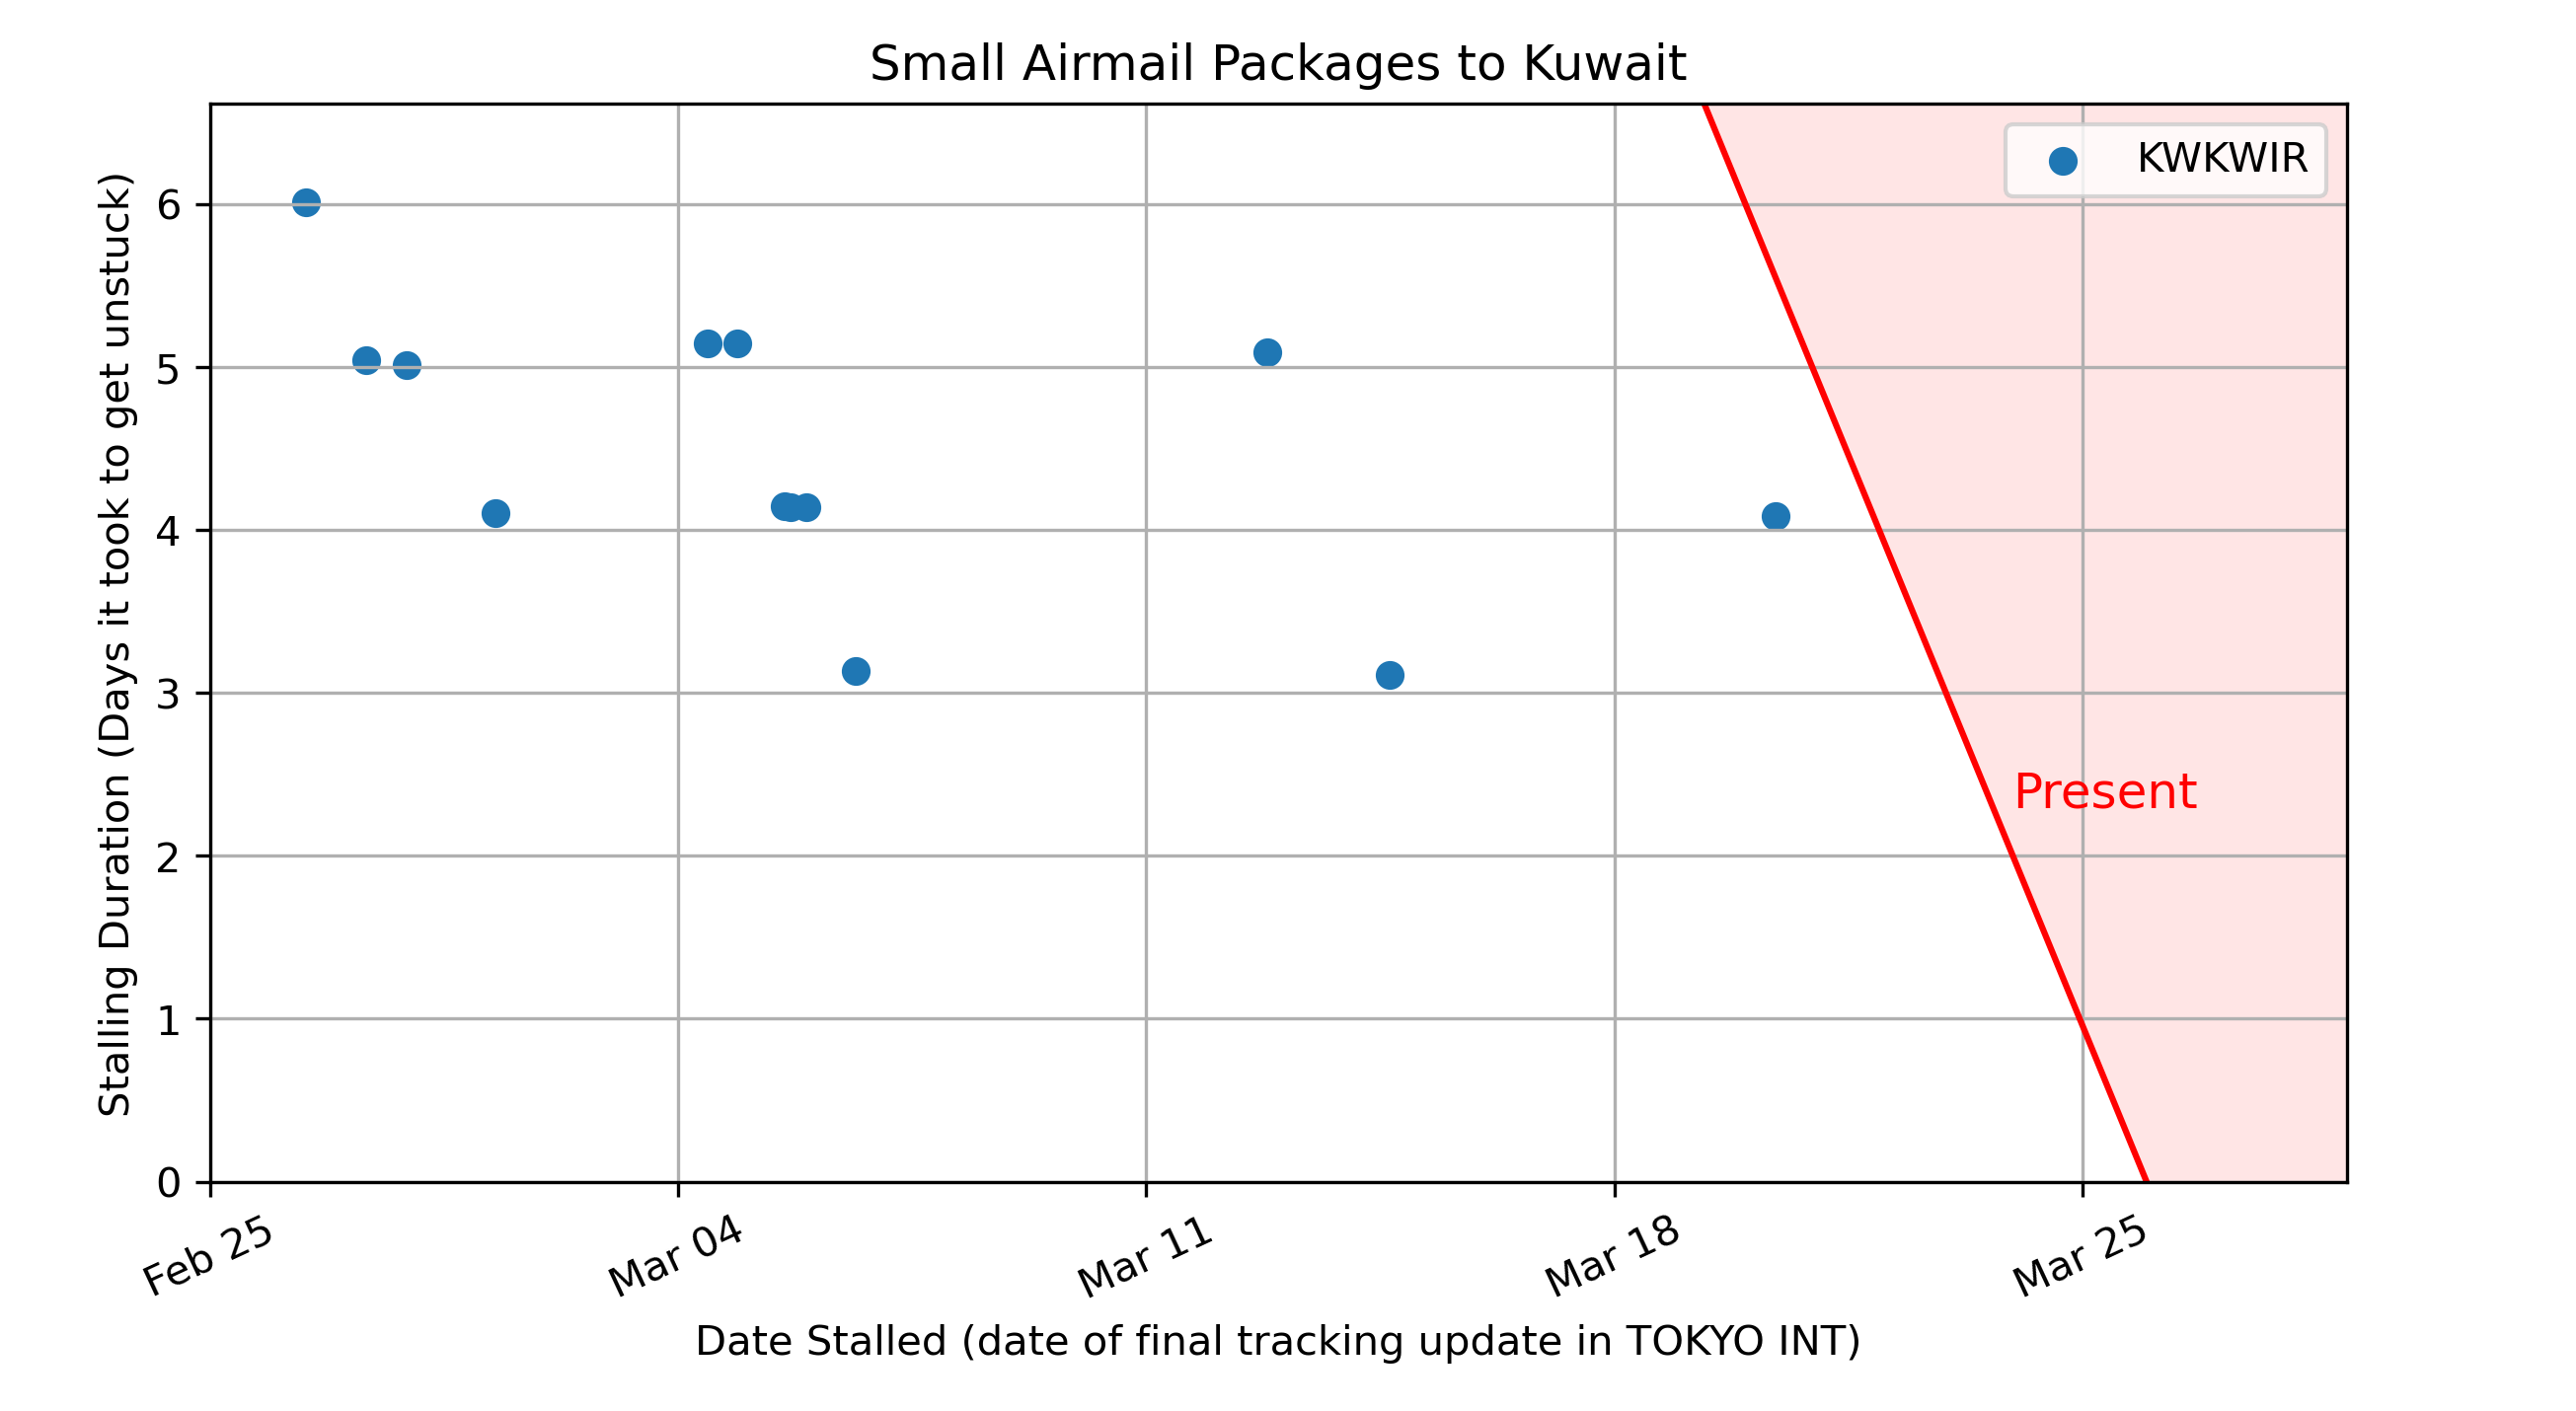 Small Airmail Packages to Kuwait
KWKWIR
Stalling Duration (Days it took to get unstuck)
6
5
4
3
2
1
0
Present
Feb 25
Mar 04
Mar 11
Mar 18
Mar 25
Date Stalled (date of final tracking update in TOKYO INT)